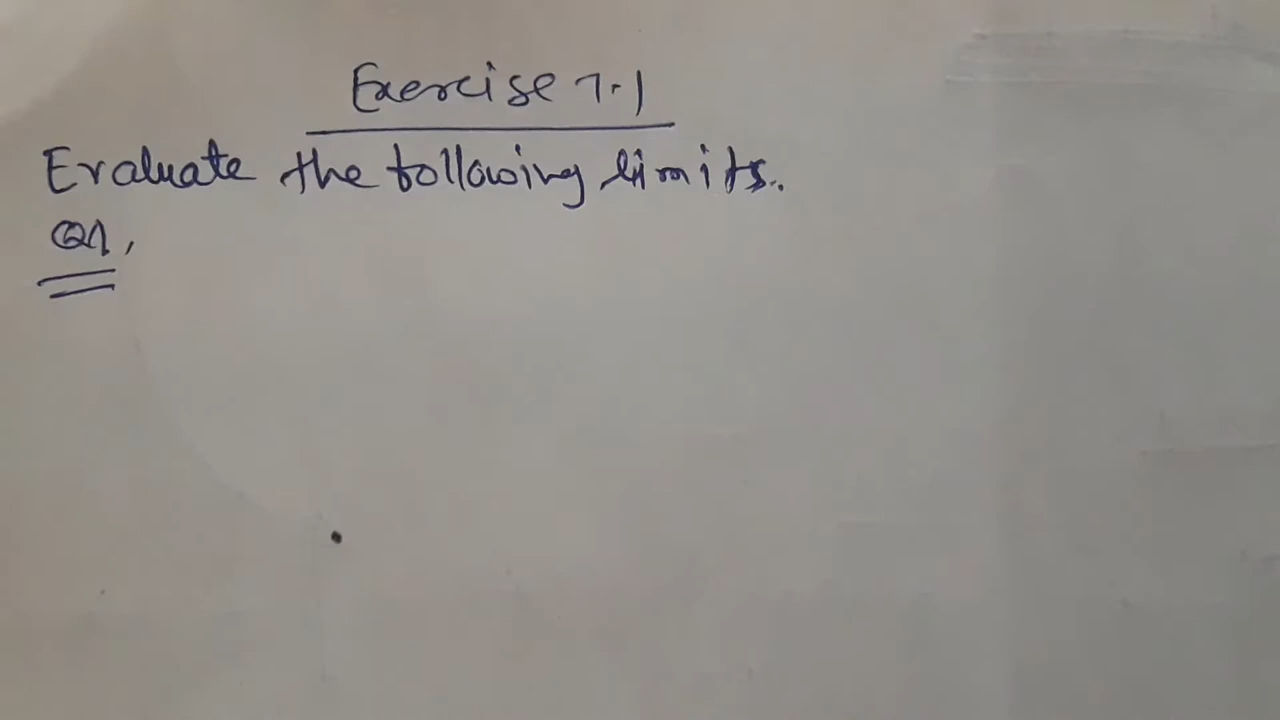 Exercise 7.1
Evaluate the following limits.
Q1,